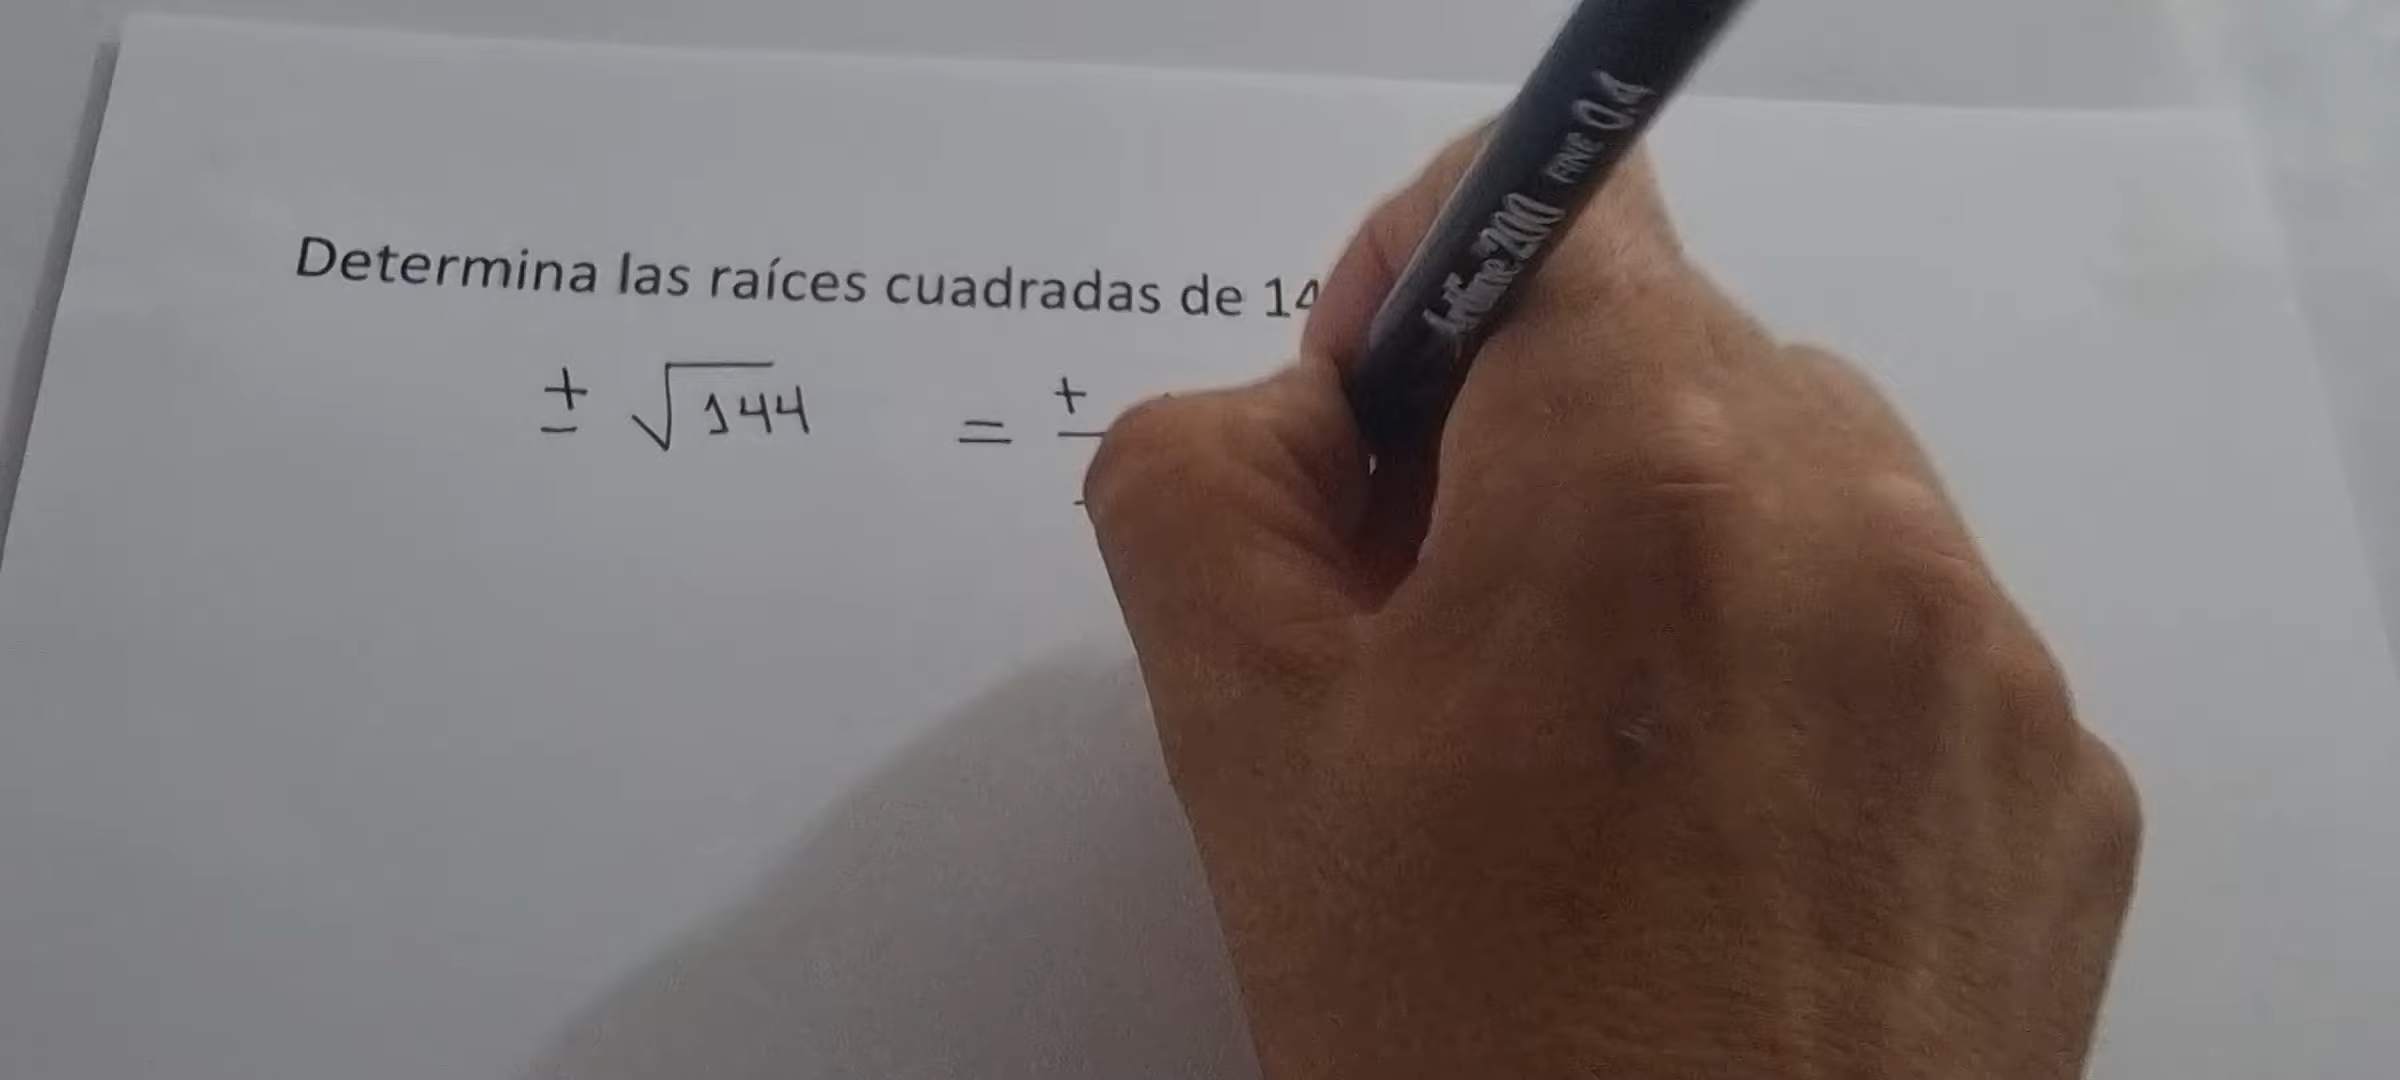 Determina las raíces cuadradas de 14
± √144 = ±
Artline 200 FINE 0.4